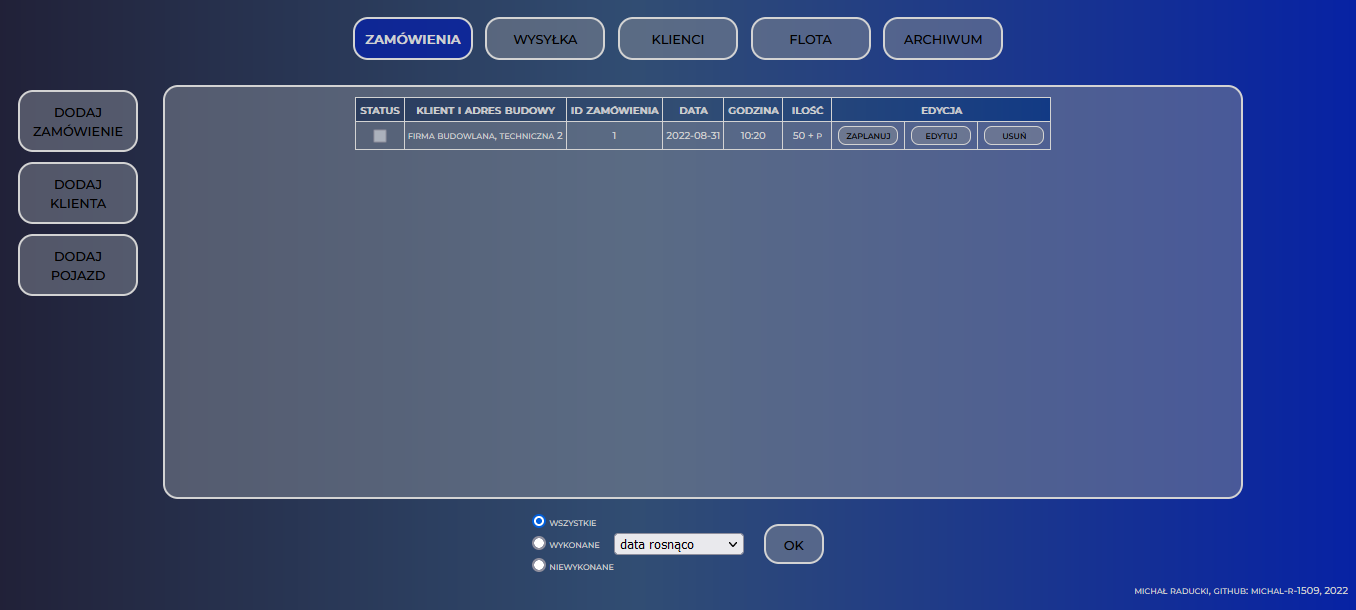 ZAMÓWIENIA WYSYŁKA KLIENCI FLOTA ARCHIWUM
DODAJ
ZAMÓWIENIE
DODAJ
KLIENTA
DODAJ
POJAZD
STATUS KLIENT I ADRES BUDOWY ID ZAMÓWIENIA DATA GODZINA ILOŚĆ EDYCJA
FIRMA BUDOWLANA, TECHNICZNA 2 1 2022-08-31 10:20 50 + P ZAPLANUJ EDYTUJ USUŃ
WSZYSTKIE
WYKONANE
NIEWYKONANE
data rosnąco
OK
MICHAŁ RADUCKI, GITHUB: MICHAL-R-1509, 2022